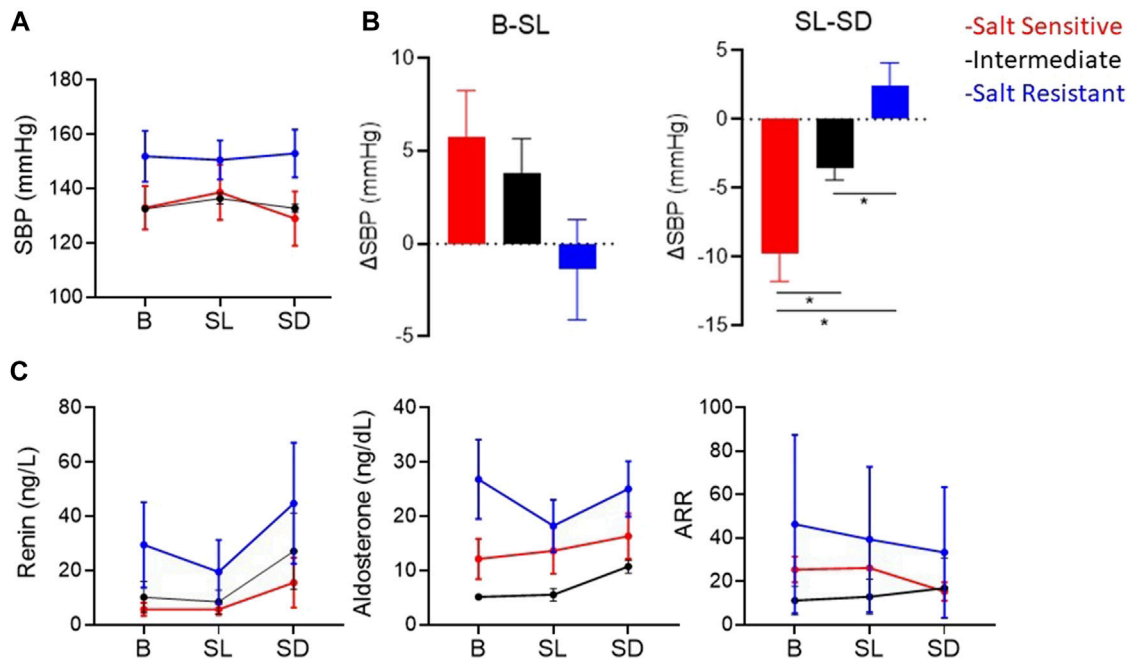 A
B
B-SL
SL-SD
-Salt Sensitive
-Intermediate
-Salt Resistant
SBP (mmHg)
180
160
140
120
100
B SL SD
ΔSBP (mmHg)
10
5
0
-5
ΔSBP (mmHg)
5
0
-5
-10
-15
*
*
*
C
Renin (ng/L)
80
60
40
20
0
B SL SD
Aldosterone (ng/dL)
40
30
20
10
0
B SL SD
ARR
100
80
60
40
20
0
B SL SD